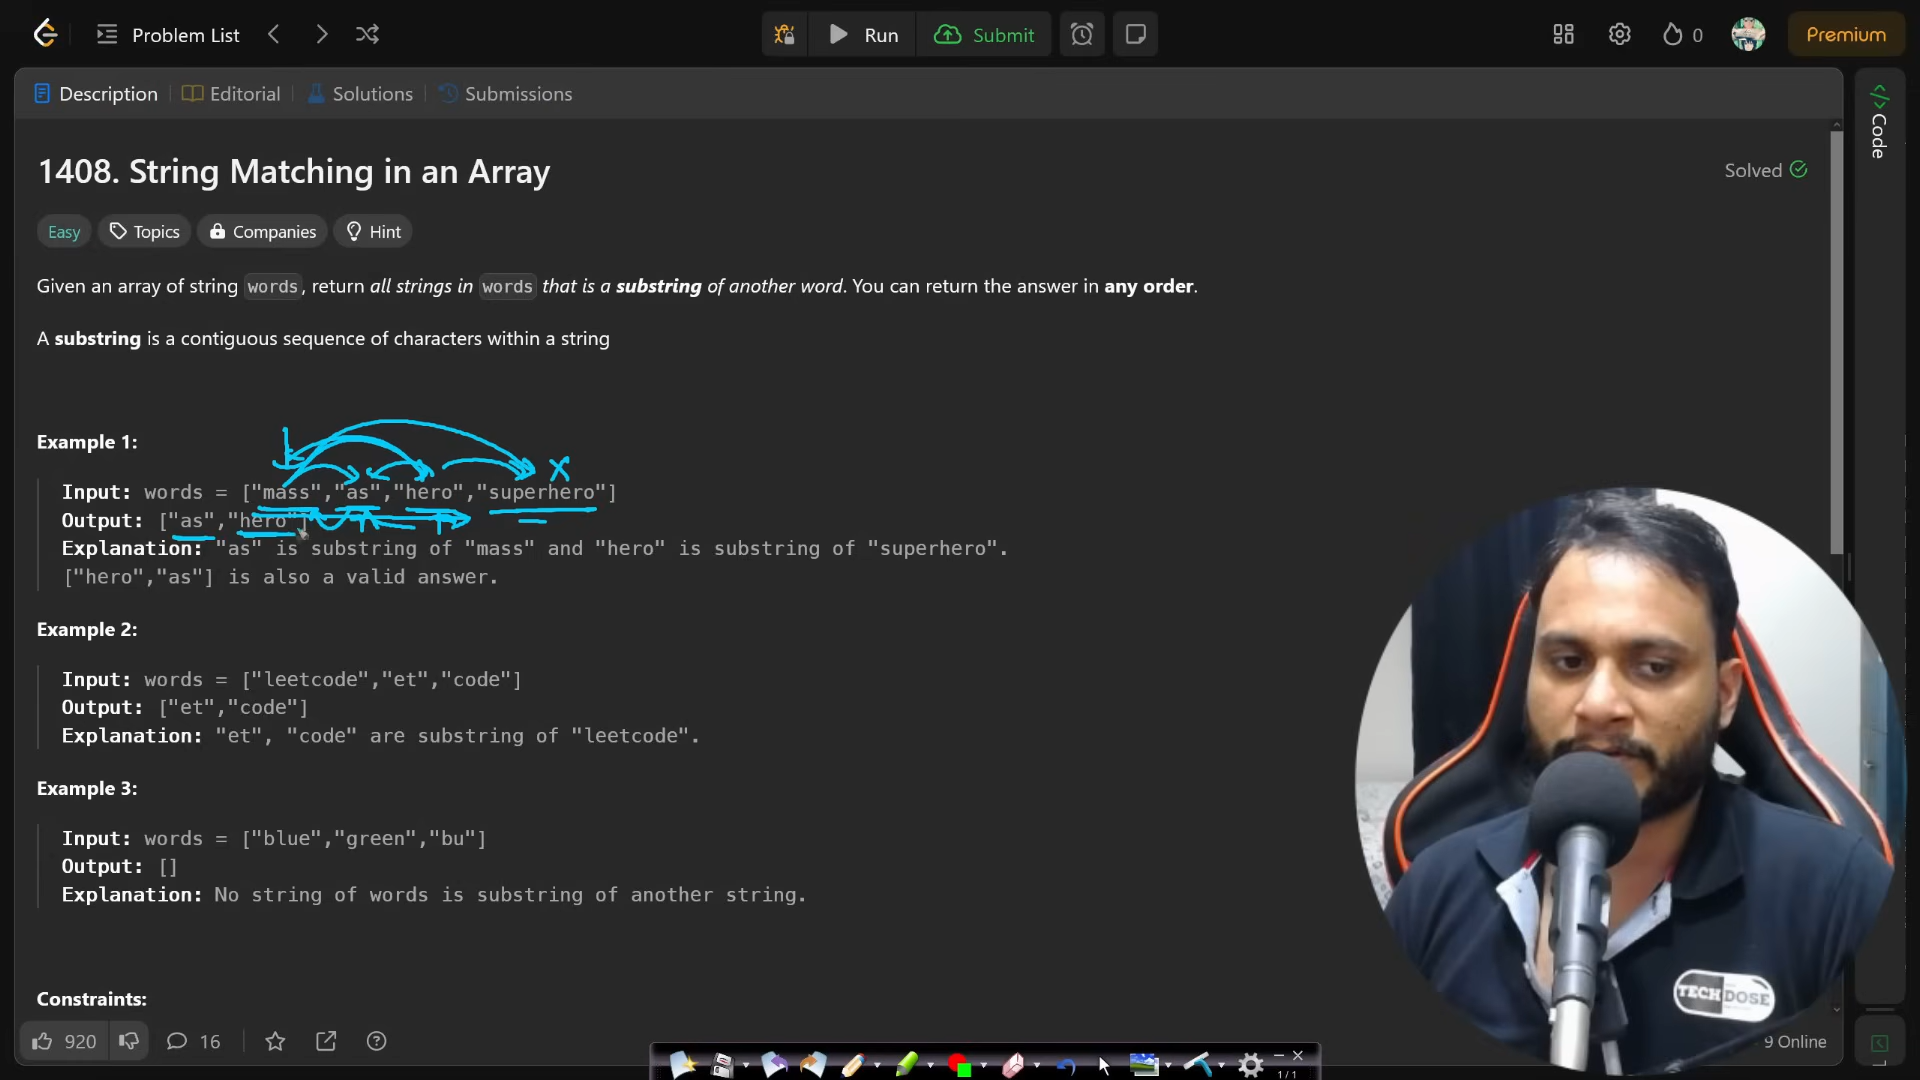 Problem List
Run
Submit
0
Premium
Description
Editorial
Solutions
Submissions
Code
1408. String Matching in an Array
Solved
Easy
Topics
Companies
Hint
Given an array of string words, return all strings in words that is a substring of another word. You can return the answer in any order.
A substring is a contiguous sequence of characters within a string
Example 1:
X
Input: words = ["mass","as","hero","superhero"]
Output: ["as","hero"]
Explanation: "as" is substring of "mass" and "hero" is substring of "superhero".
["hero","as"] is also a valid answer.
Example 2:
Input: words = ["leetcode","et","code"]
Output: ["et","code"]
Explanation: "et", "code" are substring of "leetcode".
Example 3:
Input: words = ["blue","green","bu"]
Output: []
Explanation: No string of words is substring of another string.
Constraints:
920
16
9 Online
TECH DOSE
1/1